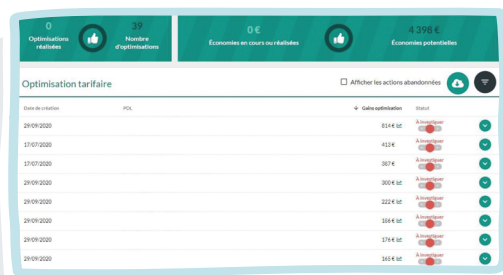 0
Optimisations
réalisées
39
Nombre
d'optimisations
0 €
Économies en cours ou réalisées
4 398 €
Économies potentielles
Optimisation tarifaire
Afficher les actions abandonnées
Date de création PDL Gains optimisation Statut
29/09/2020 814 € À investiguer
17/07/2020 413 € À investiguer
17/07/2020 367 € À investiguer
29/09/2020 300 € À investiguer
29/09/2020 222 € À investiguer
29/09/2020 186 € À investiguer
29/09/2020 176 € À investiguer
29/09/2020 165 € À investiguer